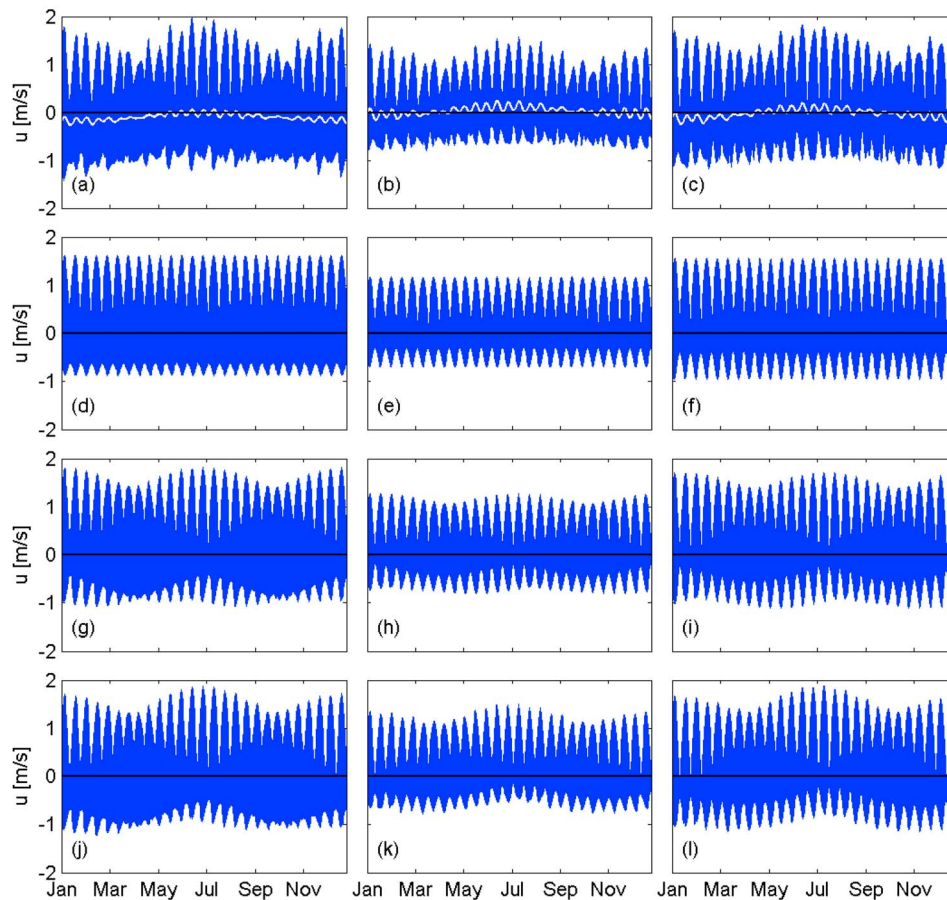 2
1
0
-1
-2
u [m/s]
(a)
(b)
(c)
2
1
0
-1
-2
u [m/s]
(d)
(e)
(f)
2
1
0
-1
-2
u [m/s]
(g)
(h)
(i)
2
1
0
-1
-2
u [m/s]
(j)
(k)
(l)
Jan Mar May Jul Sep Nov
Jan Mar May Jul Sep Nov
Jan Mar May Jul Sep Nov